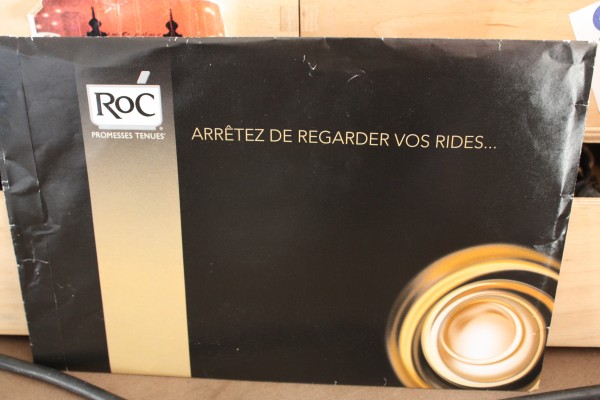 RoC
PROMESSES TENUES
ARRÊTEZ DE REGARDER VOS RIDES...